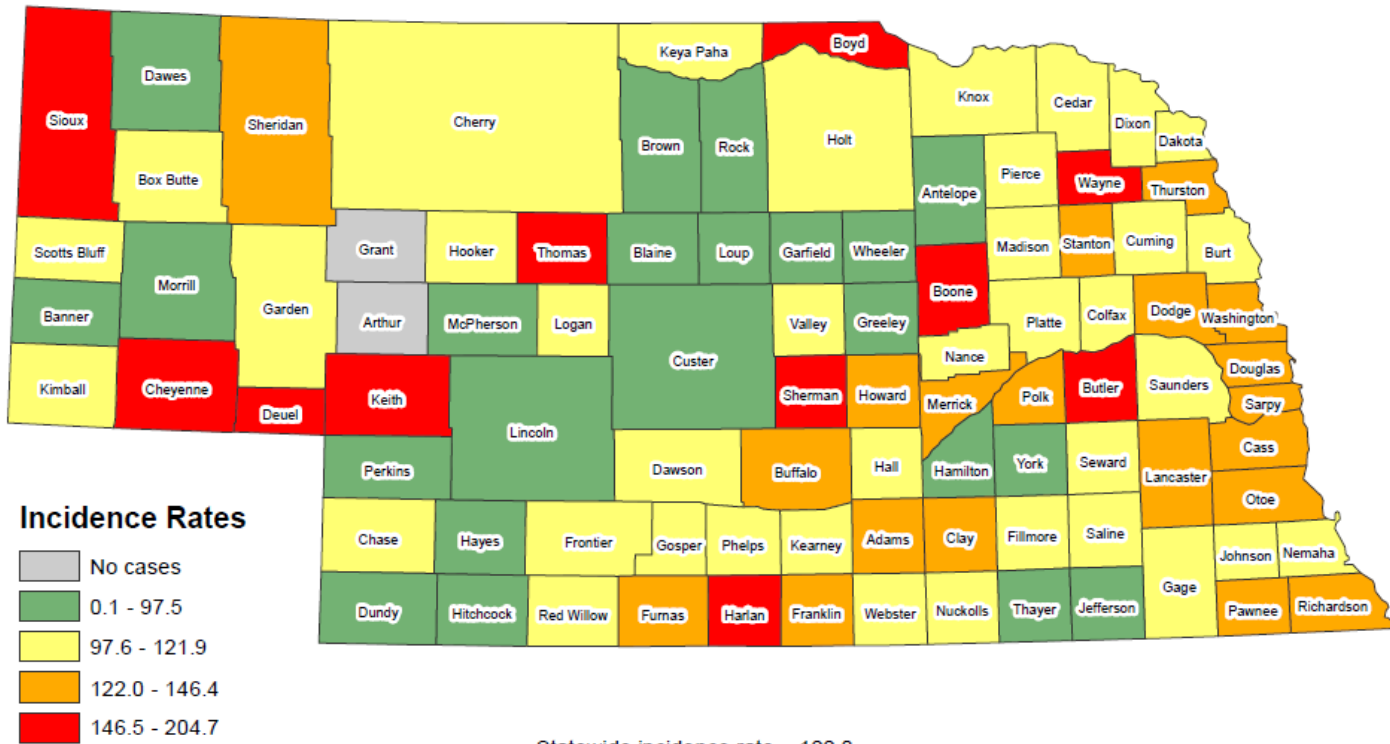 Keya Paha
Boyd
Dawes
Sioux
Sheridan
Cherry
Knox
Cedar
Dixon
Dakota
Brown
Rock
Holt
Box Butte
Pierce
Wayne
Thurston
Antelope
Scotts Bluff
Grant
Hooker
Thomas
Blaine
Loup
Garfield
Wheeler
Madison
Stanton
Cuming
Burt
Morrill
Garden
Boone
Banner
Arthur
McPherson
Logan
Valley
Greeley
Platte
Colfax
Dodge
Washington
Nance
Custer
Kimball
Cheyenne
Deuel
Keith
Sherman
Howard
Merrick
Polk
Butler
Saunders
Douglas
Sarpy
Lincoln
Perkins
Dawson
Buffalo
Hall
Hamilton
York
Seward
Lancaster
Cass
Otoe
Chase
Hayes
Frontier
Gosper
Phelps
Kearney
Adams
Clay
Fillmore
Saline
Johnson
Nemaha
Gage
Dundy
Hitchcock
Red Willow
Furnas
Harlan
Franklin
Webster
Nuckolls
Thayer
Jefferson
Pawnee
Richardson
Incidence Rates
No cases
0.1 - 97.5
97.6 - 121.9
122.0 - 146.4
146.5 - 204.7
Statewide incidence rate